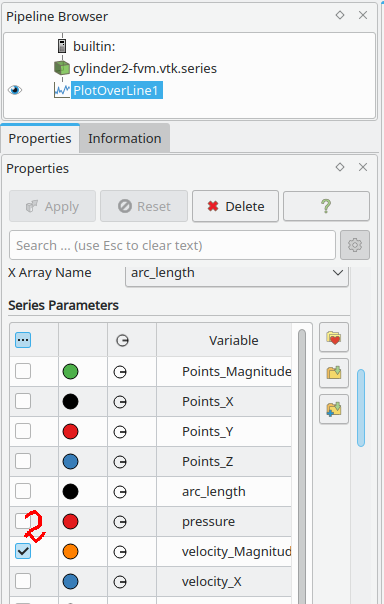 Pipeline Browser
builtin:
cylinder2-fvm.vtk.series
PlotOverLine1
Properties
Information
Properties
Apply
Reset
Delete
?
Search ... (use Esc to clear text)
X Array Name
arc_length
Series Parameters
Variable
Points_Magnitude
Points_X
Points_Y
Points_Z
arc_length
2
pressure
velocity_Magnitud
velocity_X